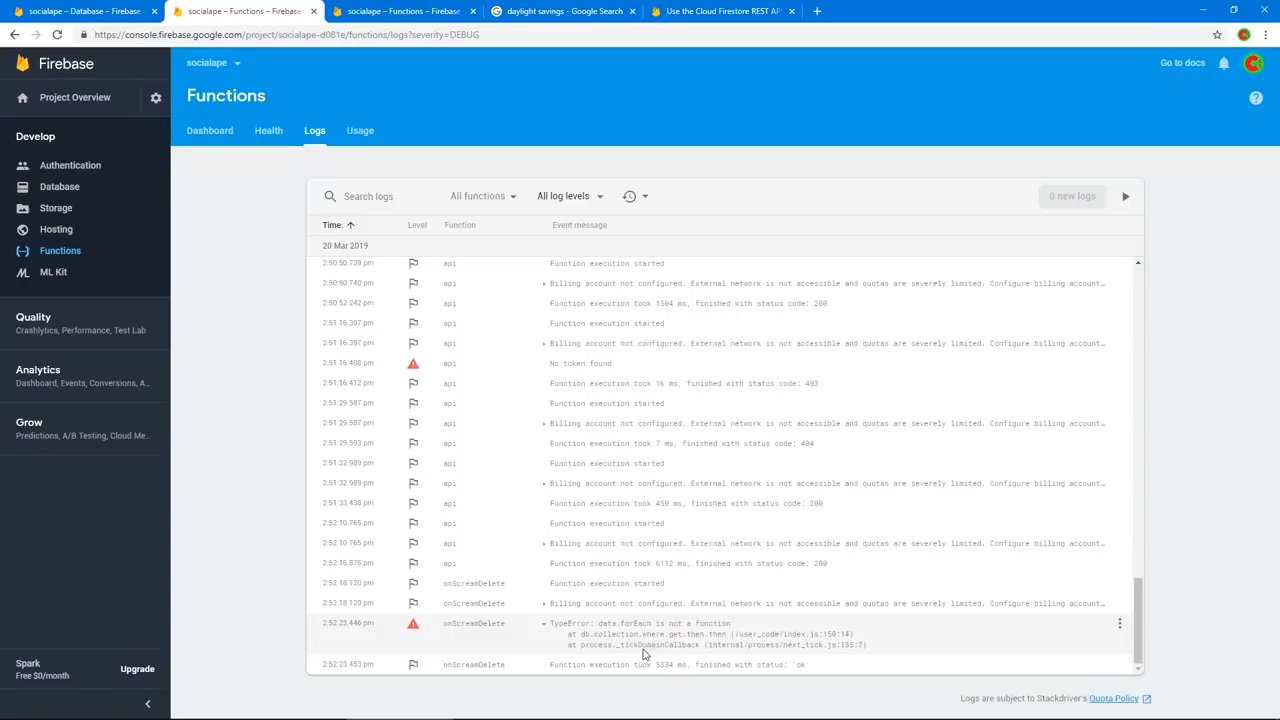 socialape – Database – Firebase
socialape – Functions – Firebase
socialape – Functions – Firebase
daylight savings - Google Search
Use the Cloud Firestore REST AP
https://console.firebase.google.com/project/socialape-d081e/functions/logs?severity=DEBUG
Firebase
socialape
Go to docs
Project Overview
Functions
Develop
Dashboard
Health
Logs
Usage
Authentication
Database
Storage
Hosting
Functions
ML Kit
Quality
Crashlytics, Performance, Test Lab
Analytics
Dashboard, Events, Conversions, A...
Grow
Predictions, A/B Testing, Cloud Me...
Spark
Free $0/month
Upgrade
Search logs
All functions
All log levels
0 new logs
Time: Level Function Event message
20 Mar 2019
2:50:50.739 pm api Function execution started
2:50:50.740 pm api Billing account not configured. External network is not accessible and quotas are severely limited. Configure billing account…
2:50:52.242 pm api Function execution took 1504 ms, finished with status code: 200
2:51:16.397 pm api Function execution started
2:51:16.397 pm api Billing account not configured. External network is not accessible and quotas are severely limited. Configure billing account…
2:51:16.408 pm api No token found
2:51:16.412 pm api Function execution took 16 ms, finished with status code: 403
2:51:29.587 pm api Function execution started
2:51:29.587 pm api Billing account not configured. External network is not accessible and quotas are severely limited. Configure billing account…
2:51:29.593 pm api Function execution took 7 ms, finished with status code: 404
2:51:32.989 pm api Function execution started
2:51:32.989 pm api Billing account not configured. External network is not accessible and quotas are severely limited. Configure billing account…
2:51:33.438 pm api Function execution took 450 ms, finished with status code: 200
2:52:10.765 pm api Function execution started
2:52:10.765 pm api Billing account not configured. External network is not accessible and quotas are severely limited. Configure billing account…
2:52:16.876 pm api Function execution took 6112 ms, finished with status code: 200
2:52:18.120 pm onScreamDelete Function execution started
2:52:18.120 pm onScreamDelete Billing account not configured. External network is not accessible and quotas are severely limited. Configure billing account…
2:52:23.446 pm onScreamDelete TypeError: data.forEach is not a function
at db.collection.where.get.then.then (/user_code/index.js:150:14)
at process._tickDomainCallback (internal/process/next_tick.js:135:7)
2:52:23.453 pm onScreamDelete Function execution took 5334 ms, finished with status: 'ok'
Logs are subject to Stackdriver's Quota Policy